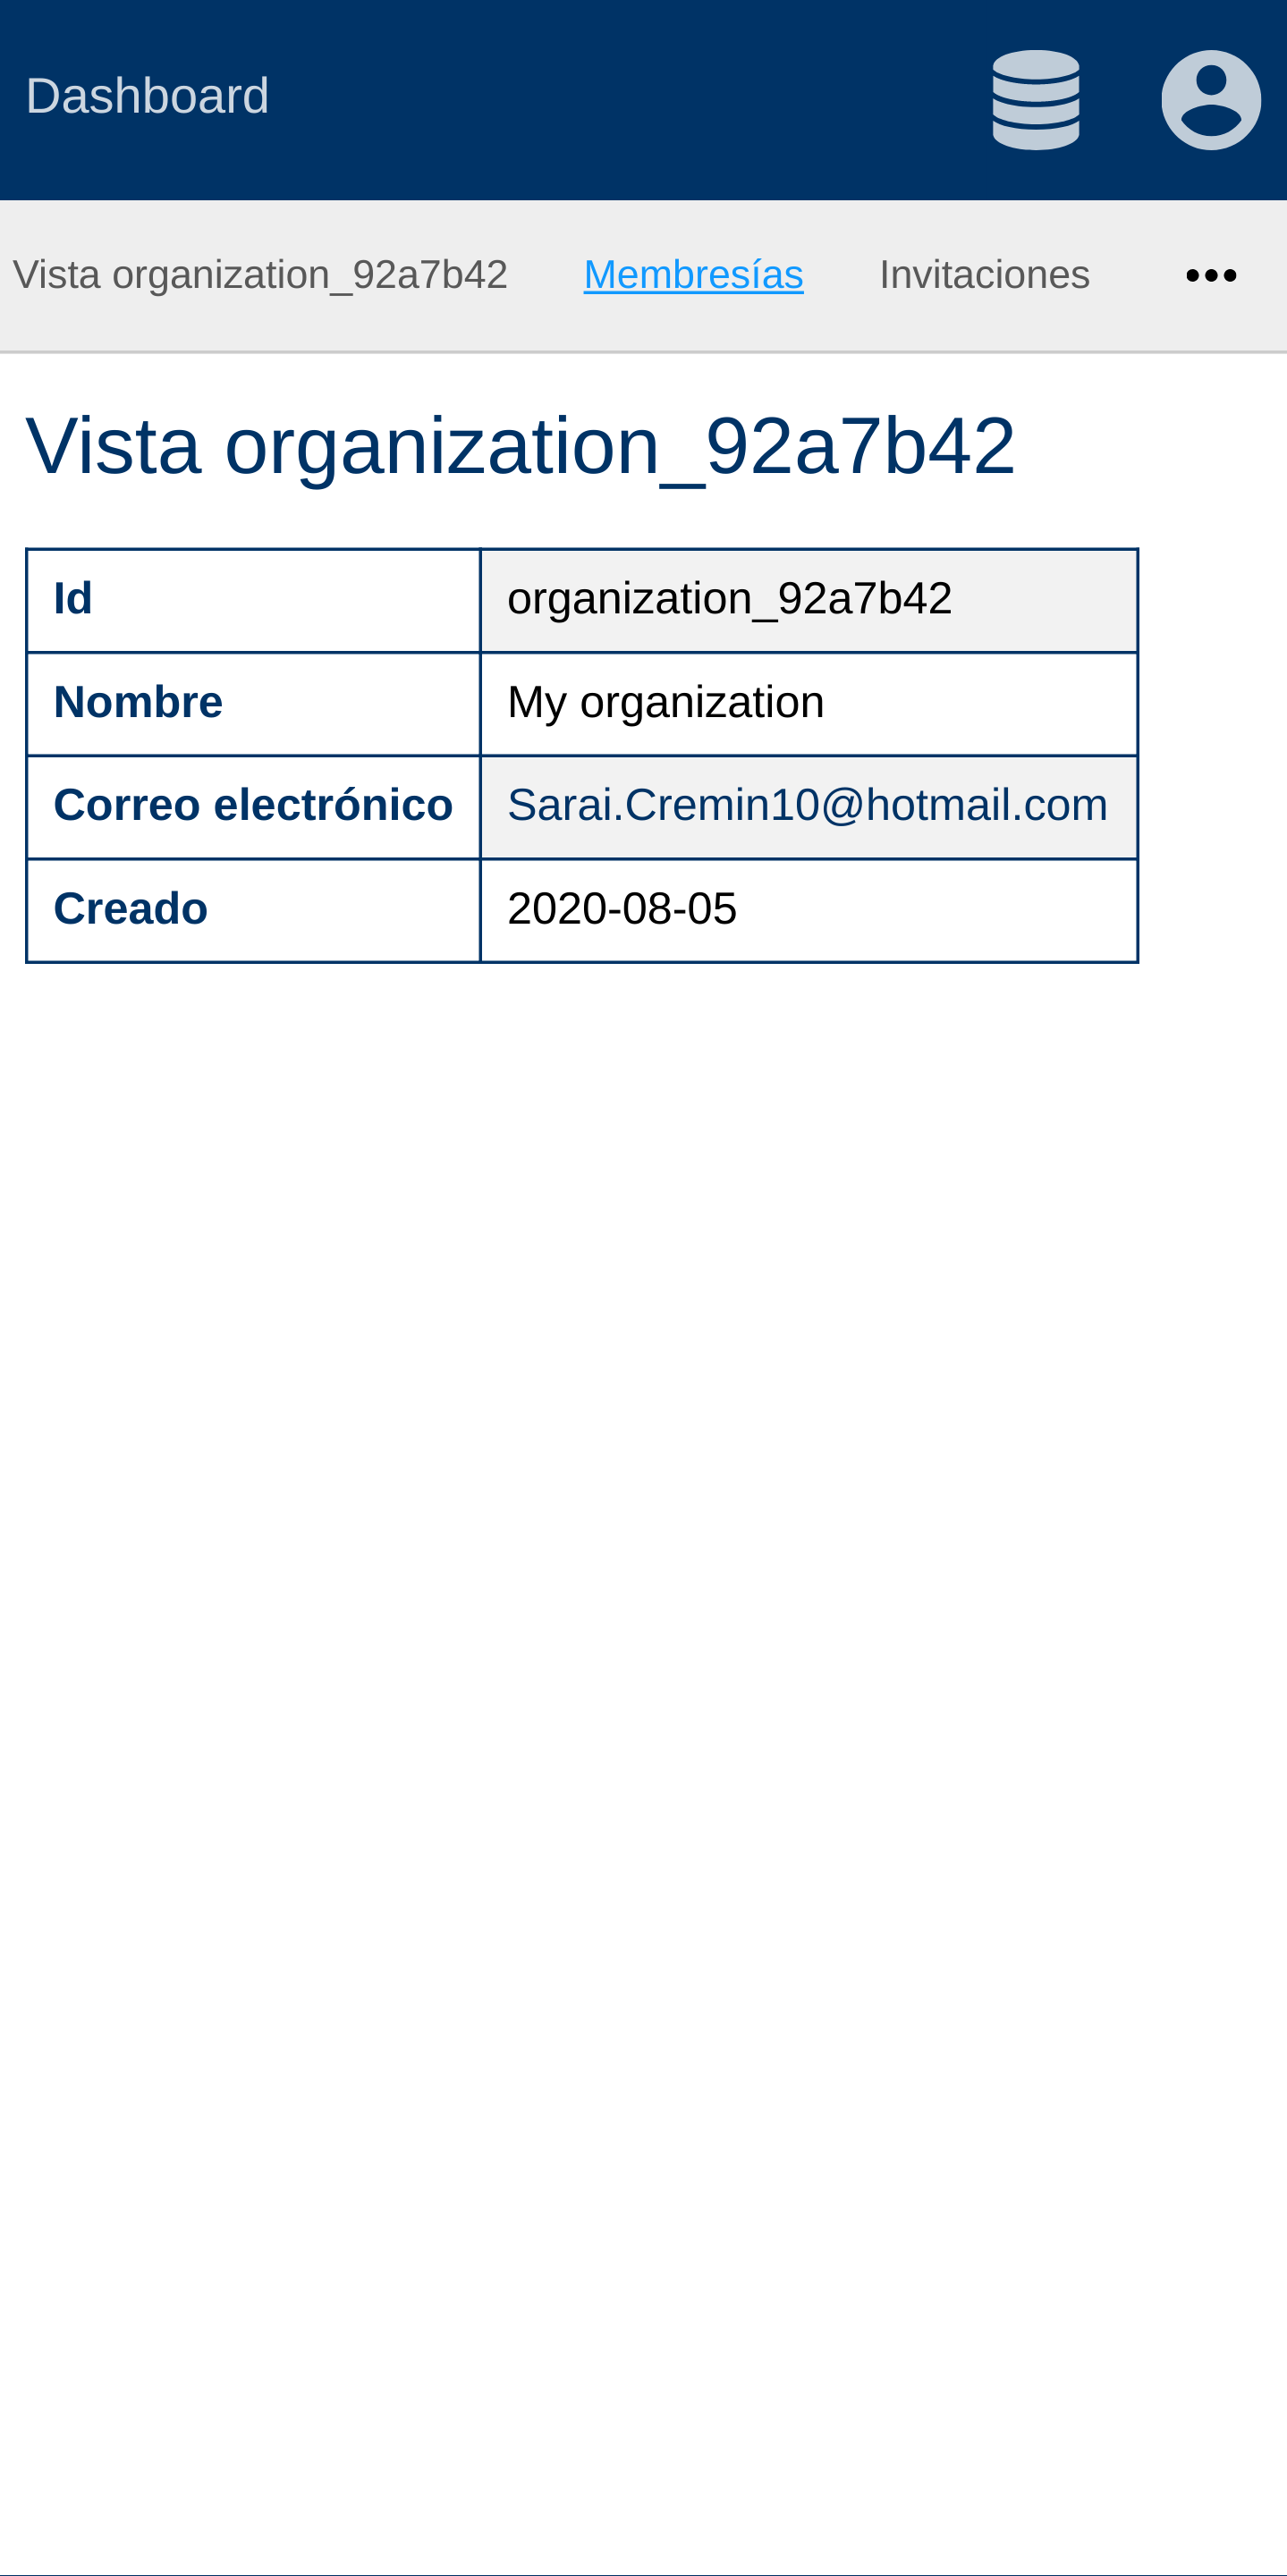 Dashboard
Vista organization_92a7b42 Membresías Invitaciones
Vista organization_92a7b42
Id organization_92a7b42
Nombre My organization
Correo electrónico Sarai.Cremin10@hotmail.com
Creado 2020-08-05